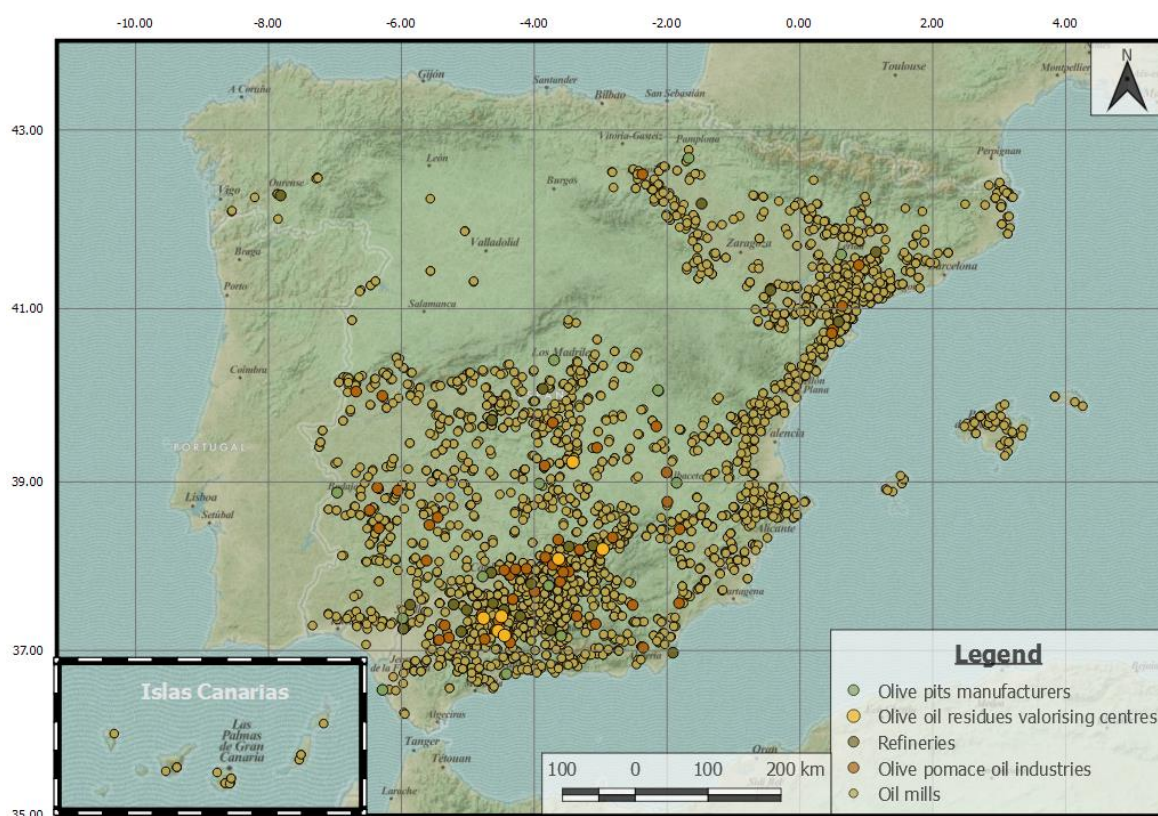 -10.00 -8.00 -6.00 -4.00 -2.00 0.00 2.00 4.00
N
Gijón
Toulouse
Montpellier
A Coruña
Santander
Bilbao
San Sebastián
43.00
Vitoria-Gasteiz
Pamplona
León
Perpignan
Vigo
Ourense
Burgos
Braga
Valladolid
Zaragoza
Barcelona
Porto
41.00
Salamanca
Los Madriles
Coimbra
PORTUGAL
Valencia
39.00
Lisboa
Setúbal
Alicante
Cartagena
37.00
Algeciras
Tanger
Tetouan
Larache
Oran
35.00
Islas Canarias
Las
Palmas
de Gran
Canaria
100 0 100 200 km
Legend
Olive pits manufacturers
Olive oil residues valorising centres
Refineries
Olive pomace oil industries
Oil mills